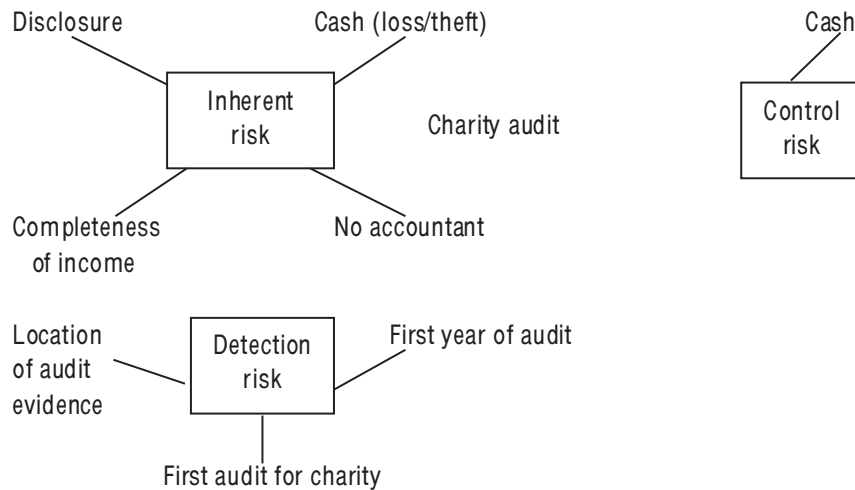 Disclosure
Cash (loss/theft)
Cash
Inherent
risk
Charity audit
Control
risk
Completeness
of income
No accountant
Location
of audit
evidence
Detection
risk
First year of audit
First audit for charity